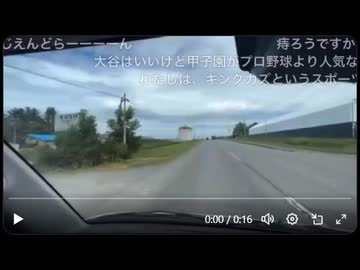 じえんどらーーーーん
痔ろうですか
大谷はいいけど甲子園がプロ野球より人気な
わたしは、キングカズというスポーツ
0:00 / 0:16